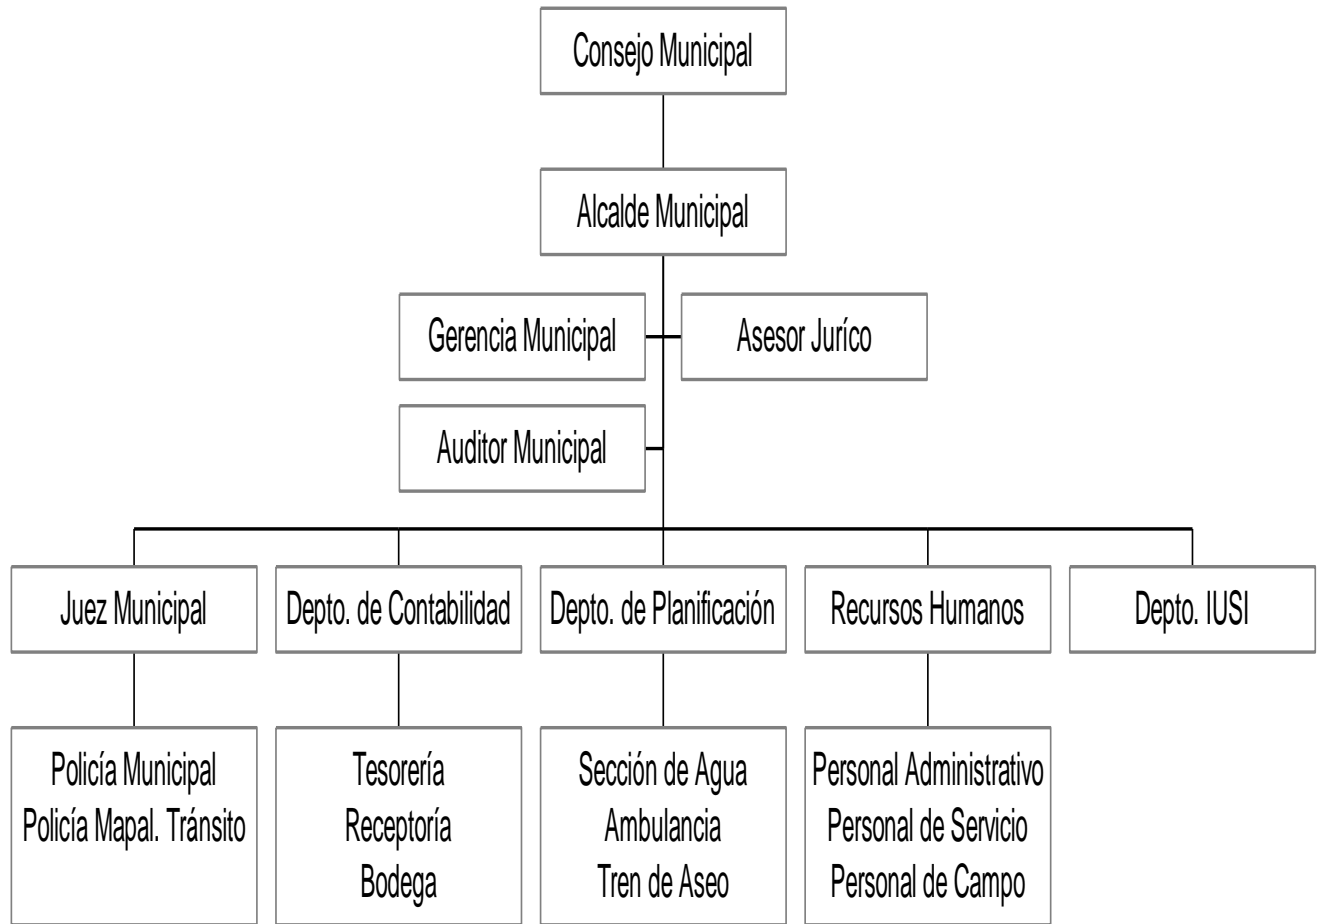 Consejo Municipal
Alcalde Municipal
Gerencia Municipal
Asesor Juríco
Auditor Municipal
Juez Municipal
Depto. de Contabilidad
Depto. de Planificación
Recursos Humanos
Depto. IUSI
Policía Municipal
Policía Mapal. Tránsito
Tesorería
Receptoría
Bodega
Sección de Agua
Ambulancia
Tren de Aseo
Personal Administrativo
Personal de Servicio
Personal de Campo